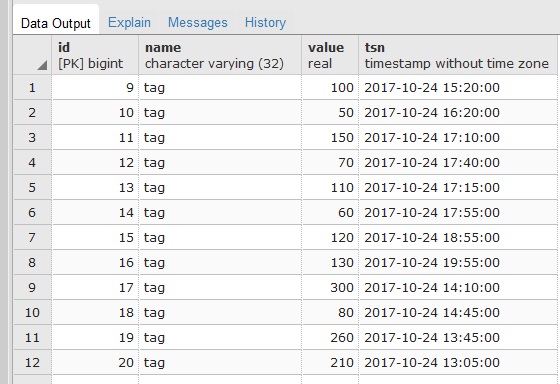 Data Output Explain Messages History
id name value tsn
[PK] bigint character varying (32) real timestamp without time zone
1 9 tag 100 2017-10-24 15:20:00
2 10 tag 50 2017-10-24 16:20:00
3 11 tag 150 2017-10-24 17:10:00
4 12 tag 70 2017-10-24 17:40:00
5 13 tag 110 2017-10-24 17:15:00
6 14 tag 60 2017-10-24 17:55:00
7 15 tag 120 2017-10-24 18:55:00
8 16 tag 130 2017-10-24 19:55:00
9 17 tag 300 2017-10-24 14:10:00
10 18 tag 80 2017-10-24 14:45:00
11 19 tag 260 2017-10-24 13:45:00
12 20 tag 210 2017-10-24 13:05:00